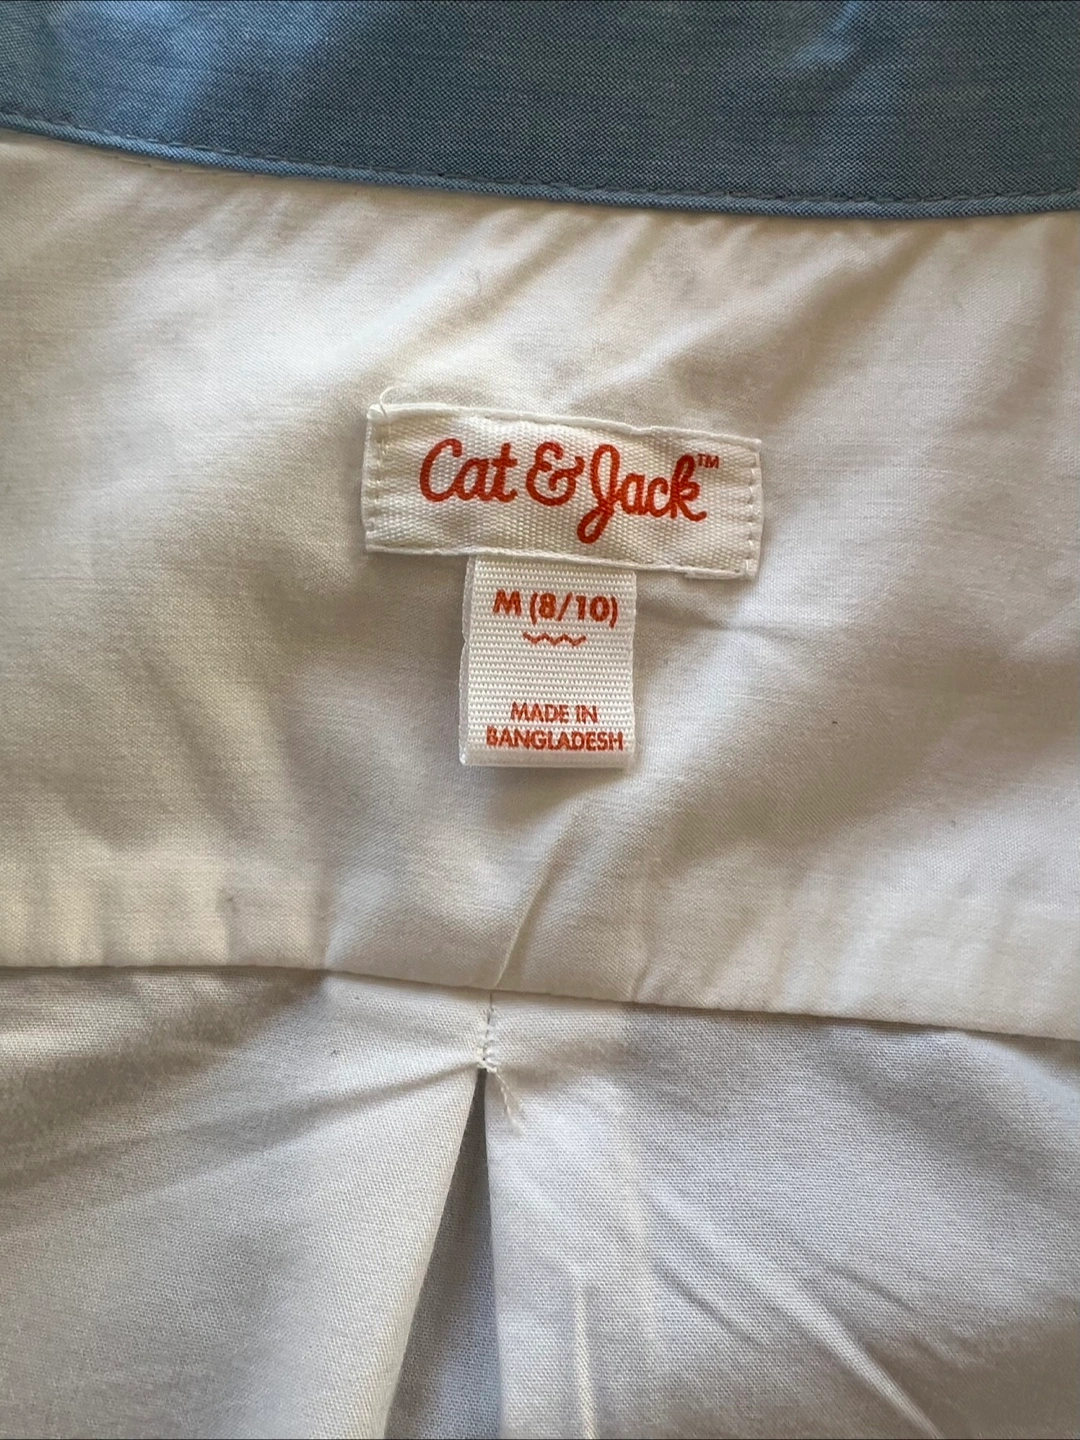 Cat & Jack™
M (8/10)
MADE IN
BANGLADESH